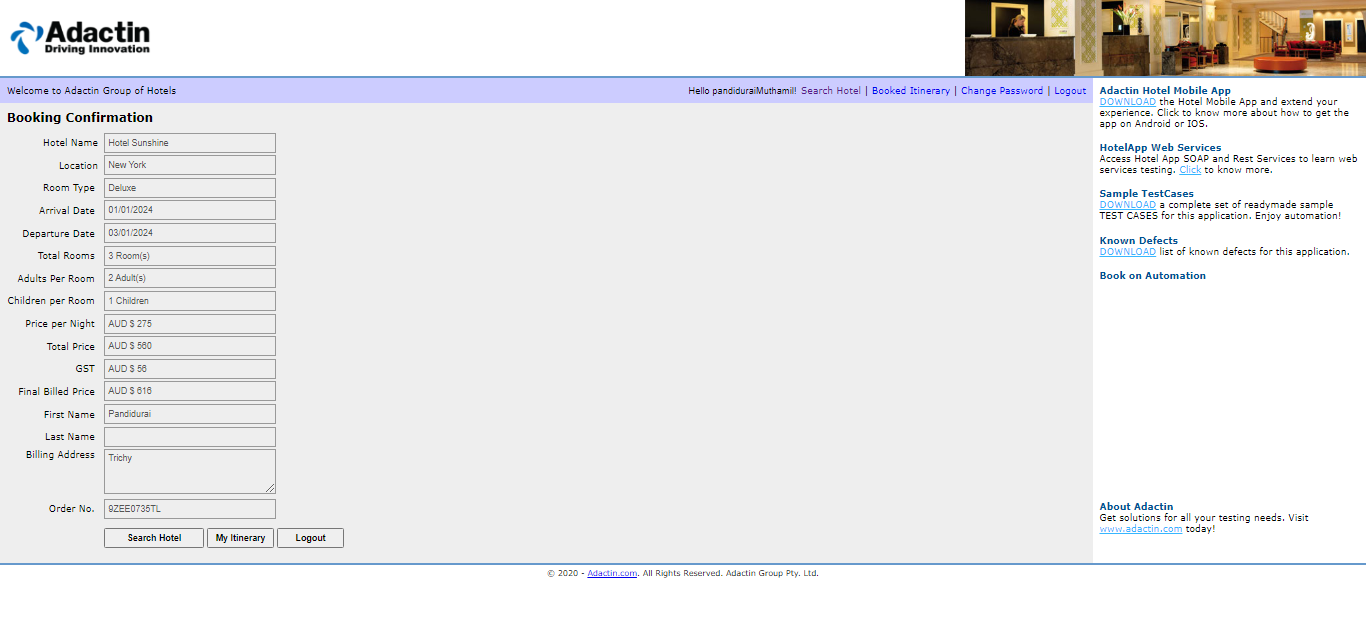 Adactin
Driving Innovation
Welcome to Adactin Group of Hotels
Hello pandiduraiMuthamil! Search Hotel | Booked Itinerary | Change Password | Logout
Booking Confirmation
Hotel Name Hotel Sunshine
Location New York
Room Type Deluxe
Arrival Date 01/01/2024
Departure Date 03/01/2024
Total Rooms 3 Room(s)
Adults Per Room 2 Adult(s)
Children per Room 1 Children
Price per Night AUD $ 275
Total Price AUD $ 560
GST AUD $ 56
Final Billed Price AUD $ 616
First Name Pandidurai
Last Name
Billing Address Trichy
Order No. 9ZEE0735TL
Search Hotel My Itinerary Logout
Adactin Hotel Mobile App
DOWNLOAD the Hotel Mobile App and extend your
experience. Click to know more about how to get the
app on Android or IOS.
HotelApp Web Services
Access Hotel App SOAP and Rest Services to learn web
services testing. Click to know more.
Sample TestCases
DOWNLOAD a complete set of readymade sample
TEST CASES for this application. Enjoy automation!
Known Defects
DOWNLOAD list of known defects for this application.
Book on Automation
About Adactin
Get solutions for all your testing needs. Visit
www.adactin.com today!
© 2020 - Adactin.com. All Rights Reserved. Adactin Group Pty. Ltd.